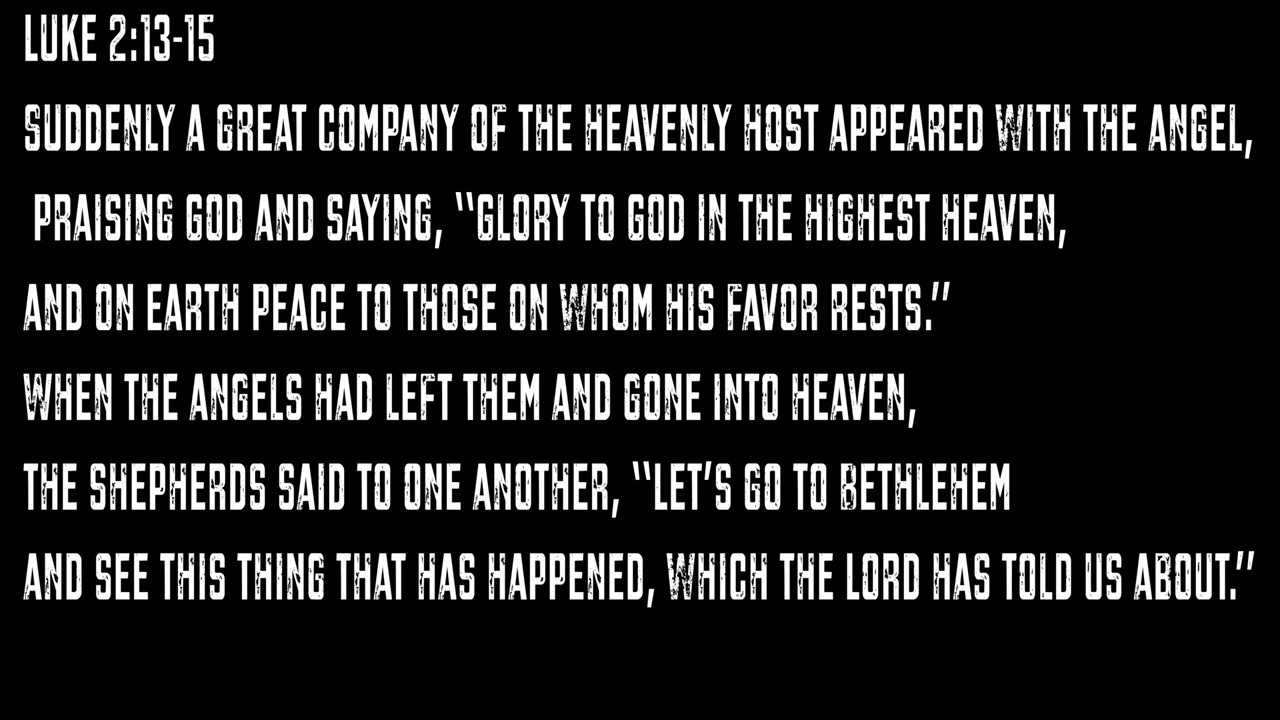 LUKE 2:13-15
SUDDENLY A GREAT COMPANY OF THE HEAVENLY HOST APPEARED WITH THE ANGEL,
PRAISING GOD AND SAYING, “GLORY TO GOD IN THE HIGHEST HEAVEN,
AND ON EARTH PEACE TO THOSE ON WHOM HIS FAVOR RESTS.”
WHEN THE ANGELS HAD LEFT THEM AND GONE INTO HEAVEN,
THE SHEPHERDS SAID TO ONE ANOTHER, “LET’S GO TO BETHLEHEM
AND SEE THIS THING THAT HAS HAPPENED, WHICH THE LORD HAS TOLD US ABOUT.”